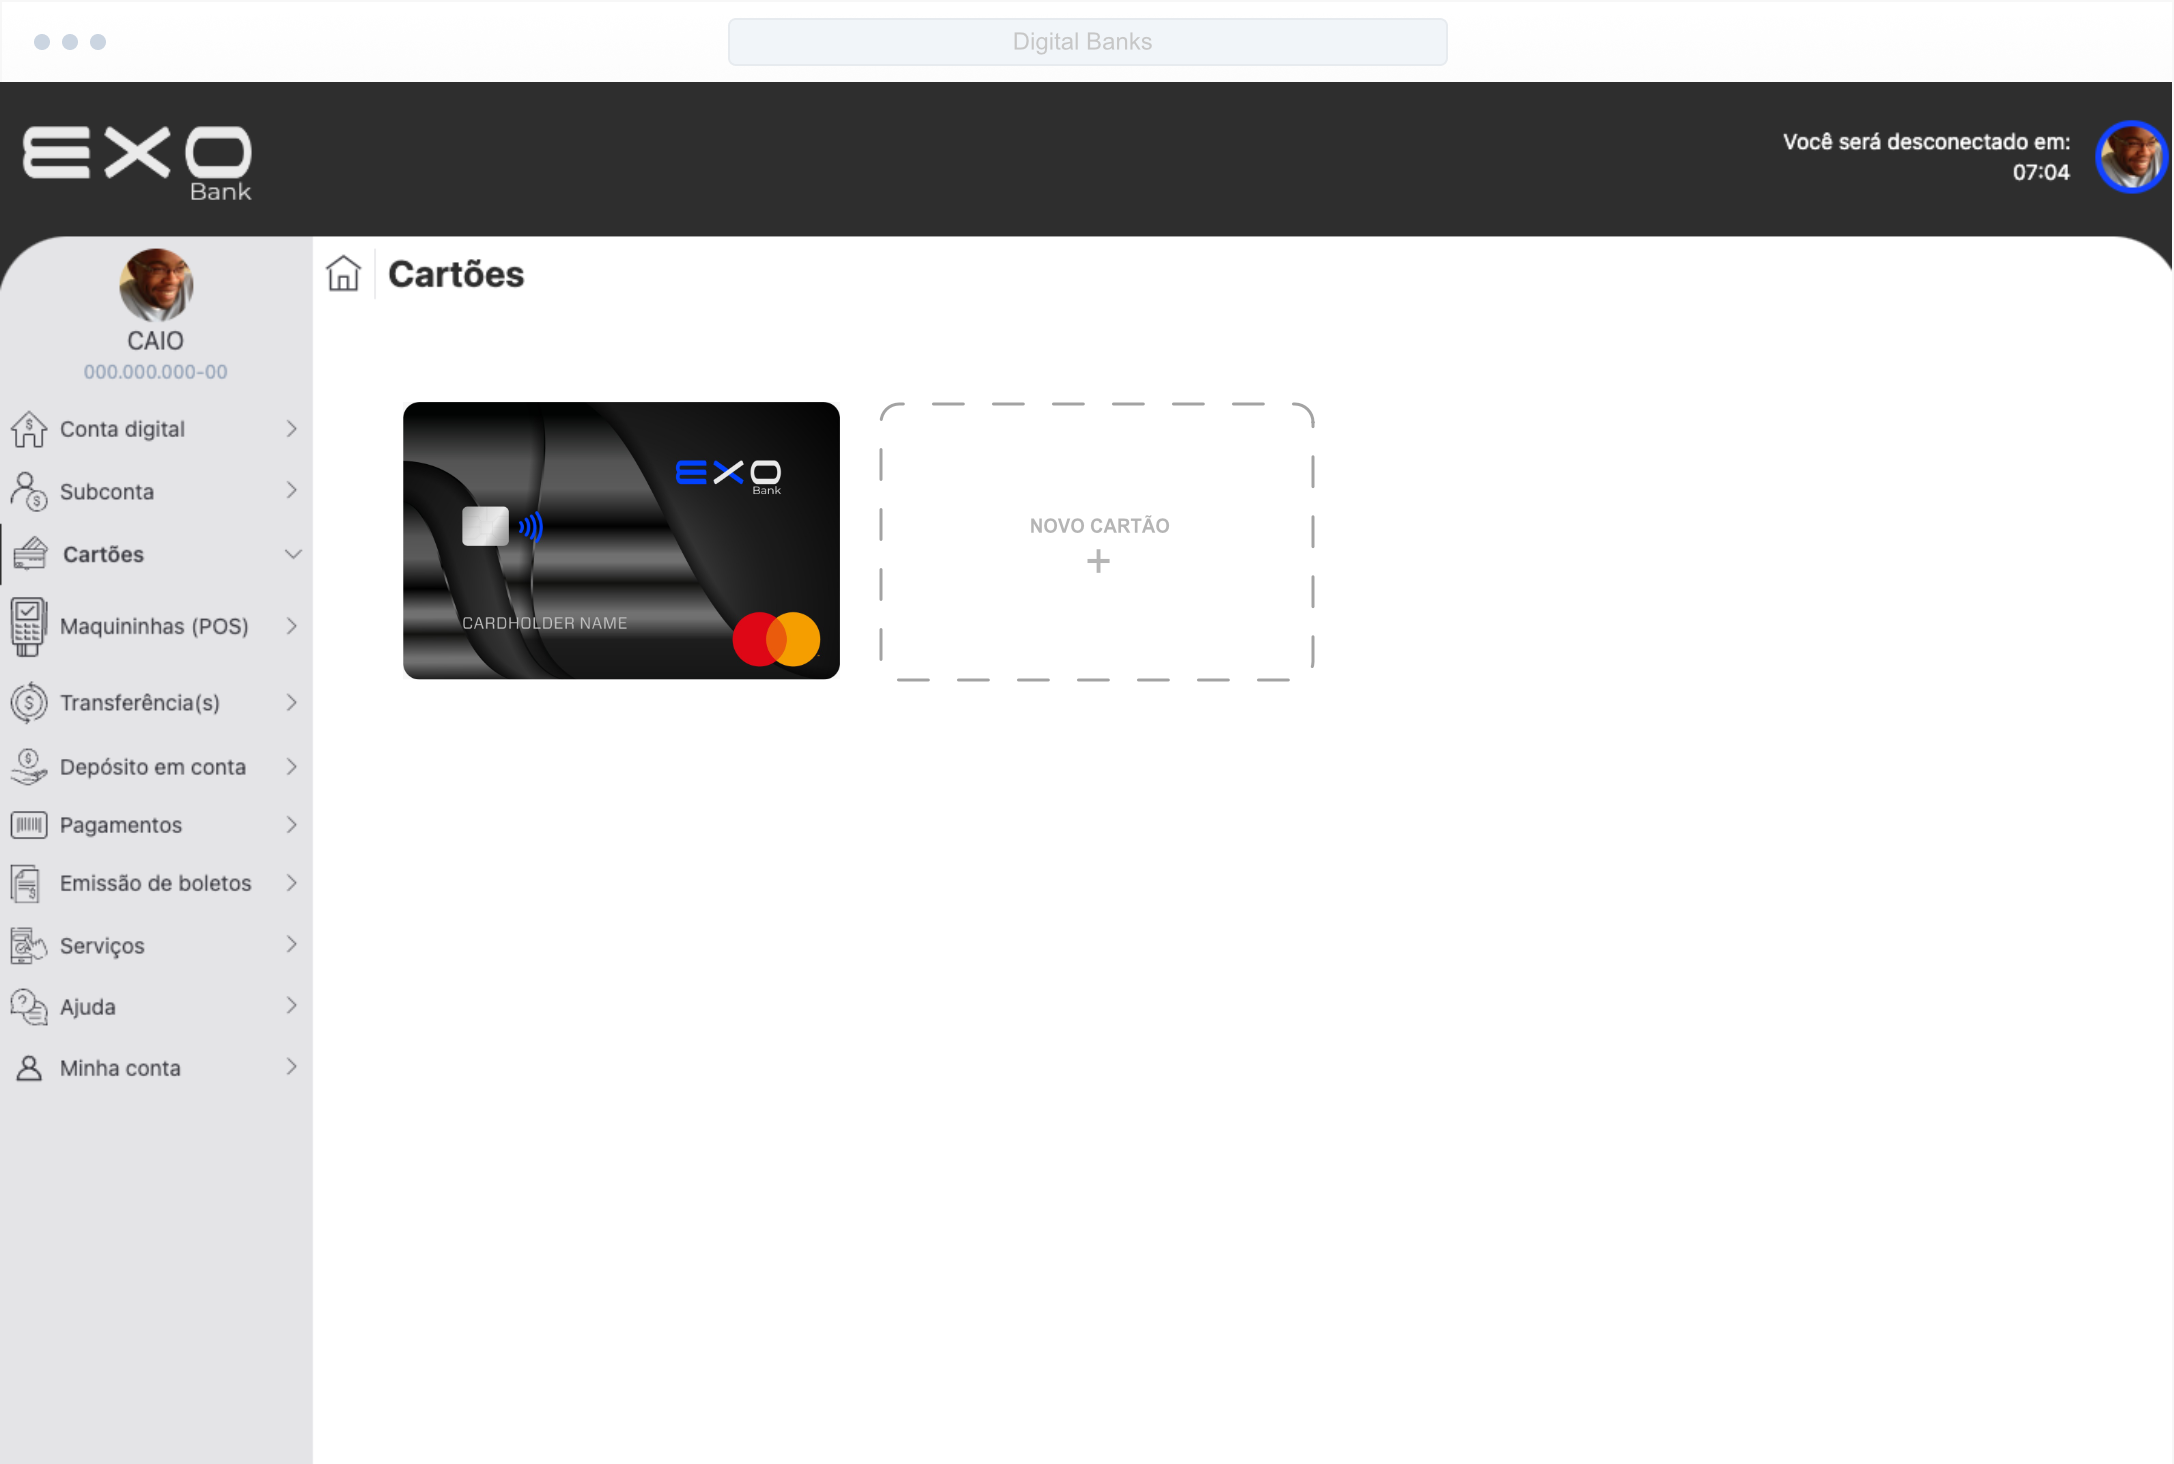 Digital Banks
EXO
Bank
Você será desconectado em:
07:04
CAIO
000.000.000-00
Conta digital
Subconta
Cartões
Maquininhas (POS)
Transferência(s)
Depósito em conta
Pagamentos
Emissão de boletos
Serviços
Ajuda
Minha conta
Cartões
EXO
Bank
CARDHOLDER NAME
NOVO CARTÃO
+